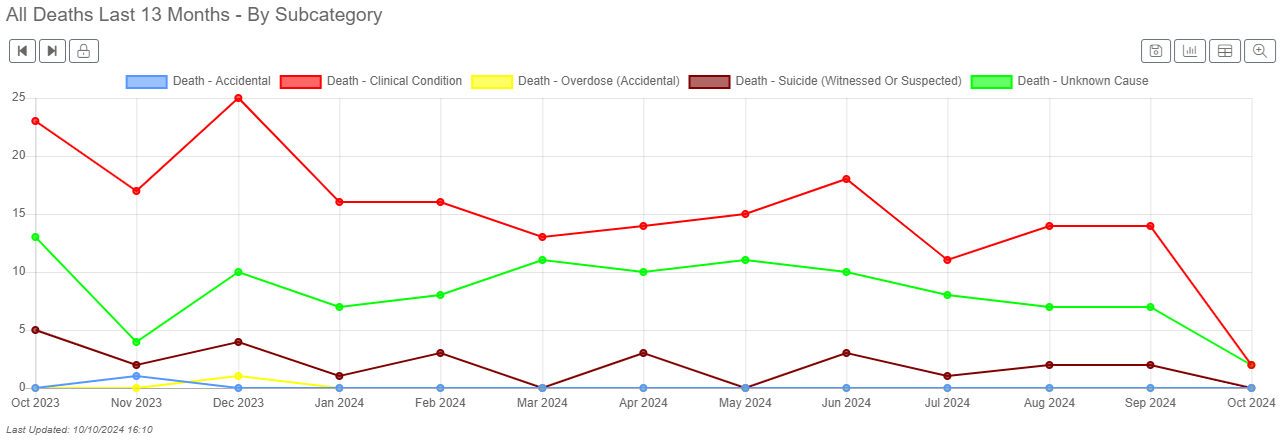 All Deaths Last 13 Months - By Subcategory
Death - Accidental Death - Clinical Condition Death - Overdose (Accidental) Death - Suicide (Witnessed Or Suspected) Death - Unknown Cause
25
20
15
10
5
0
Oct 2023 Nov 2023 Dec 2023 Jan 2024 Feb 2024 Mar 2024 Apr 2024 May 2024 Jun 2024 Jul 2024 Aug 2024 Sep 2024 Oct 2024
Last Updated: 10/10/2024 16:10